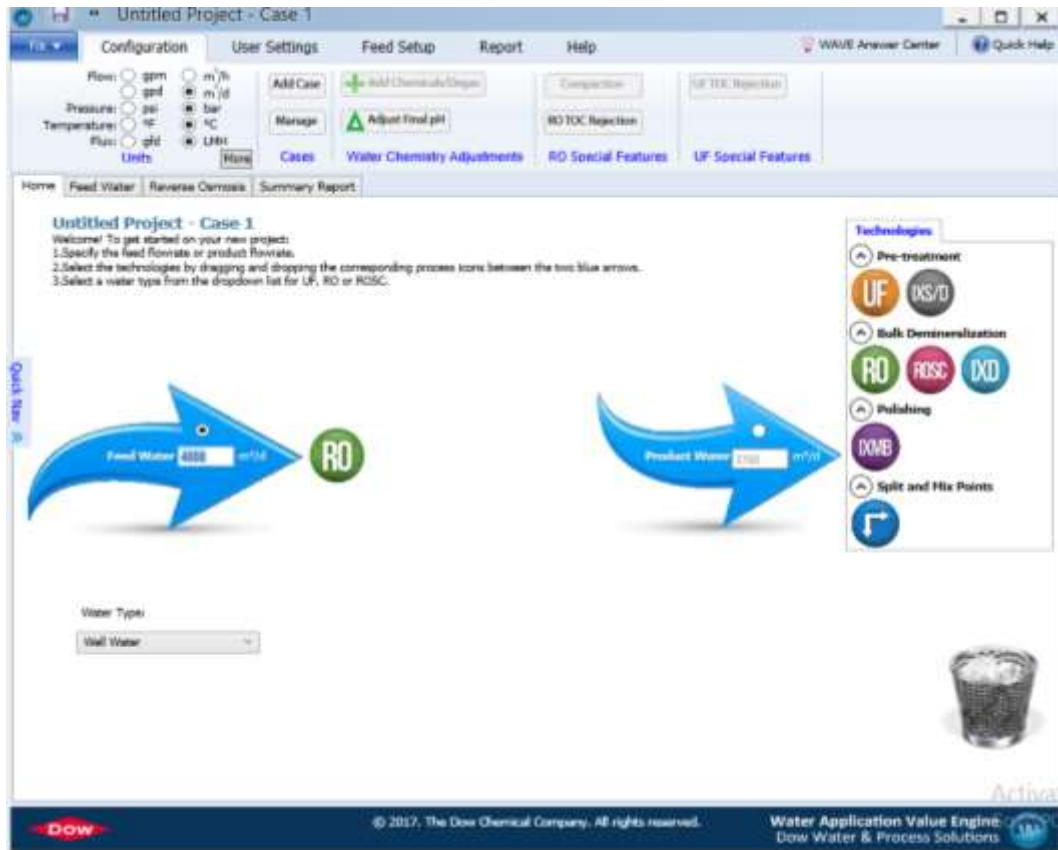 Untitled Project - Case 1
Configuration User Settings Feed Setup Report Help WAVE Answer Center Quick Help
Flow: gpm m³/h
gpd m³/d
Pressure: psi bar
Temperature: °F °C
Flux: gfd LMH
Units More
Add Case
Manage
Cases
Adjust Final pH
Water Chemistry Adjustments
Compaction
RO TOC Rejection
RO Special Features
UF TOC Rejection
UF Special Features
Home Feed Water Reverse Osmosis Summary Report
Untitled Project - Case 1
Welcome! To get started on your new project:
1.Specify the feed flowrate or product flowrate.
2.Select the technologies by dragging and dropping the corresponding process icons between the two blue arrows.
3.Select a water type from the dropdown list for UF, RO or ROSC.
Quick Nav
Feed Water m³/d
RO
Product Water m³/d
Technologies
Pre-treatment
UF IXS/D
Bulk Demineralization
RO ROSC IXD
Polishing
IXMB
Split and Mix Points
Water Type:
Well Water
Activa
DOW
© 2017, The Dow Chemical Company. All rights reserved.
Water Application Value Engine
Dow Water & Process Solutions